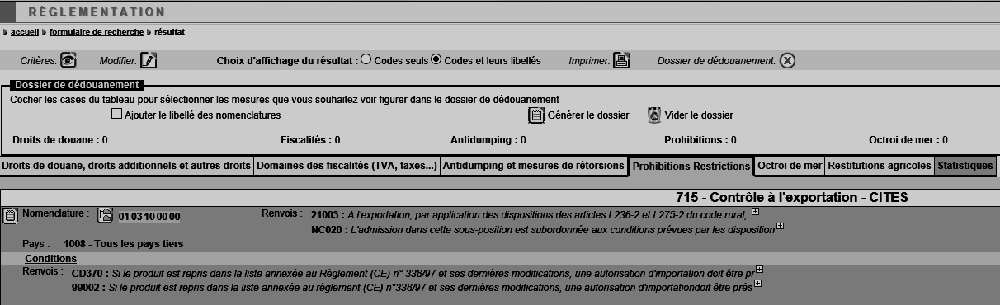 RÈGLEMENTATION
accueil formulaire de recherche résultat
Critères: Modifier: Choix d'affichage du résultat : Codes seuls Codes et leurs libellés Imprimer: Dossier de dédouanement:
Dossier de dédouanement
Cocher les cases du tableau pour sélectionner les mesures que vous souhaitez voir figurer dans le dossier de dédouanement
Ajouter le libellé des nomenclatures Générer le dossier Vider le dossier
Droits de douane : 0 Fiscalités : 0 Antidumping : 0 Prohibitions : 0 Octroi de mer : 0
Droits de douane, droits additionnels et autres droits Domaines des fiscalités (TVA, taxes...) Antidumping et mesures de rétorsions Prohibitions Restrictions Octroi de mer Restitutions agricoles Statistiques
715 - Contrôle à l'exportation - CITES
Nomenclature : 01 03 10 00 00 Renvois : 21003 : A l'exportation, par application des dispositions des articles L236-2 et L275-2 du code rural,
NC020 : L'admission dans cette sous-position est subordonnée aux conditions prévues par les disposition
Pays : 1008 - Tous les pays tiers
Conditions
Renvois : CD370 : Si le produit est repris dans la liste annexée au Règlement (CE) n° 338/97 et ses dernières modifications, une autorisation d'importation doit être pr
99002 : Si le produit est repris dans la liste annexée au règlement (CE) n°338/97 et ses dernières modifications, une autorisation d'importationdoit être prés